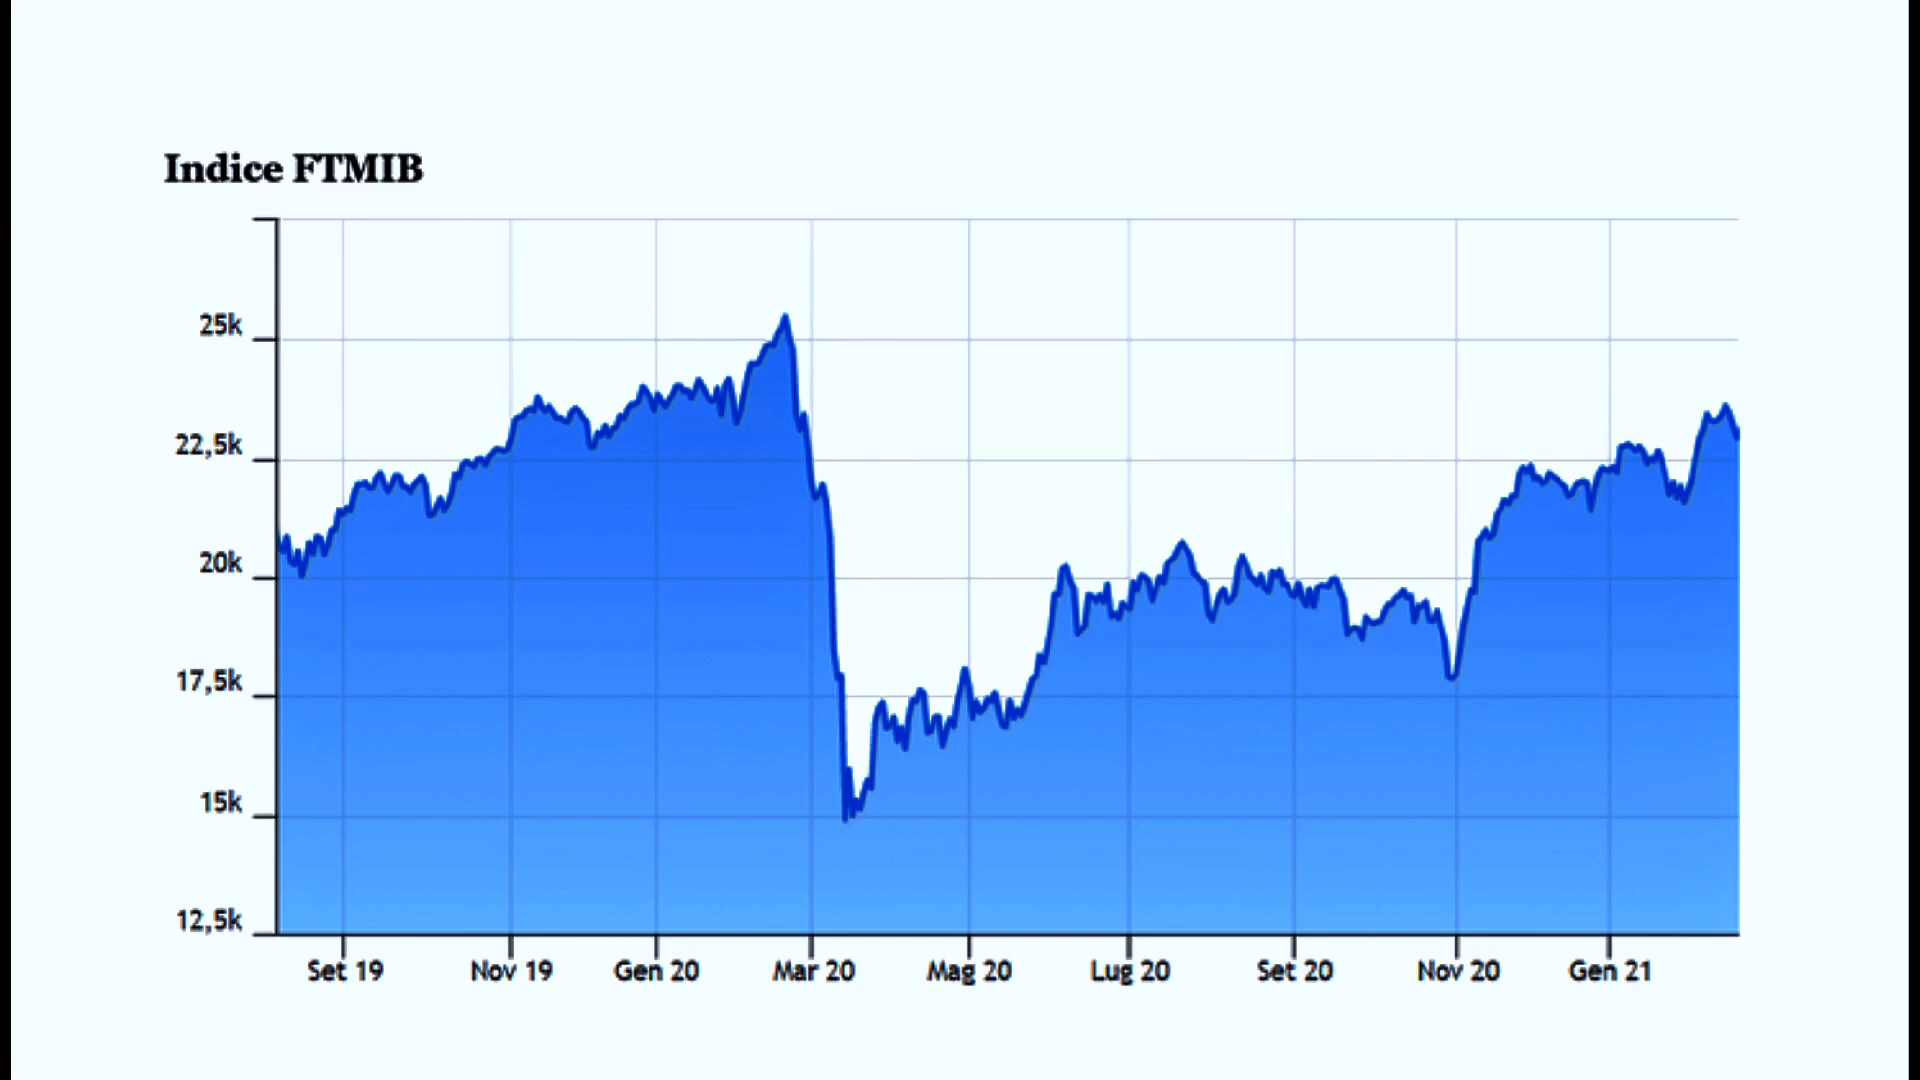 Indice FTMIB
25k
22,5k
20k
17,5k
15k
12,5k
Set 19 Nov 19 Gen 20 Mar 20 Mag 20 Lug 20 Set 20 Nov 20 Gen 21